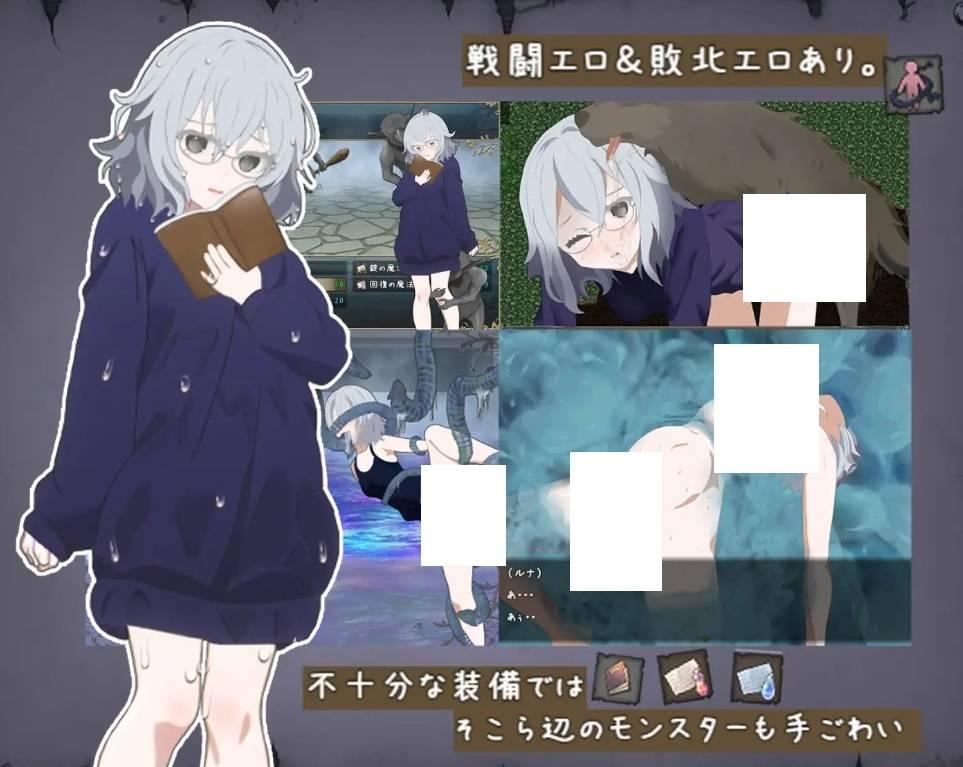 戦闘エロ&敗北エロあり。
回復の魔法
(ルナ)
あ・・・
あぅ・・
不十分な装備では
そこら辺のモンスターも手ごわい